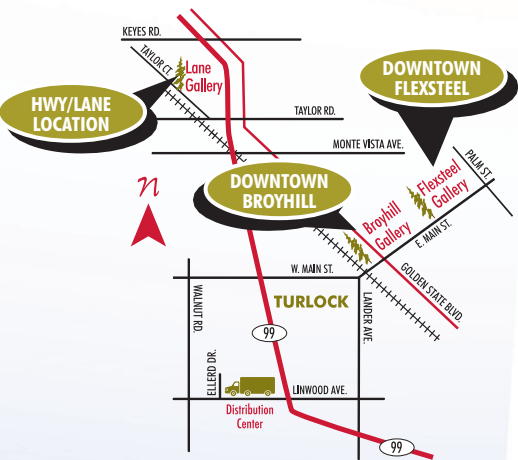 KEYES RD.
TAYLOR CT.
Lane
Gallery
DOWNTOWN
FLEXSTEEL
HWY/LANE
LOCATION
TAYLOR RD.
MONTE VISTA AVE.
PALM ST.
n
DOWNTOWN
BROYHILL
Flexsteel
Gallery
Broyhill
Gallery
E. MAIN ST.
W. MAIN ST.
GOLDEN STATE BLVD.
WALNUT RD.
TURLOCK
LANDER AVE.
99
ELLERD DR.
LINWOOD AVE.
Distribution
Center
99